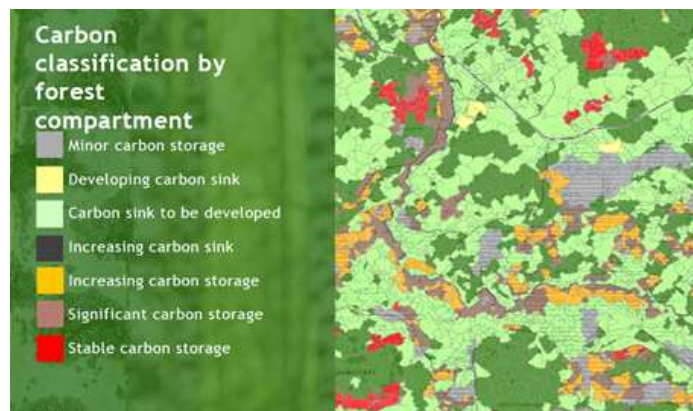 Carbon
classification by
forest
compartment
Minor carbon storage
Developing carbon sink
Carbon sink to be developed
Increasing carbon sink
Increasing carbon storage
Significant carbon storage
Stable carbon storage